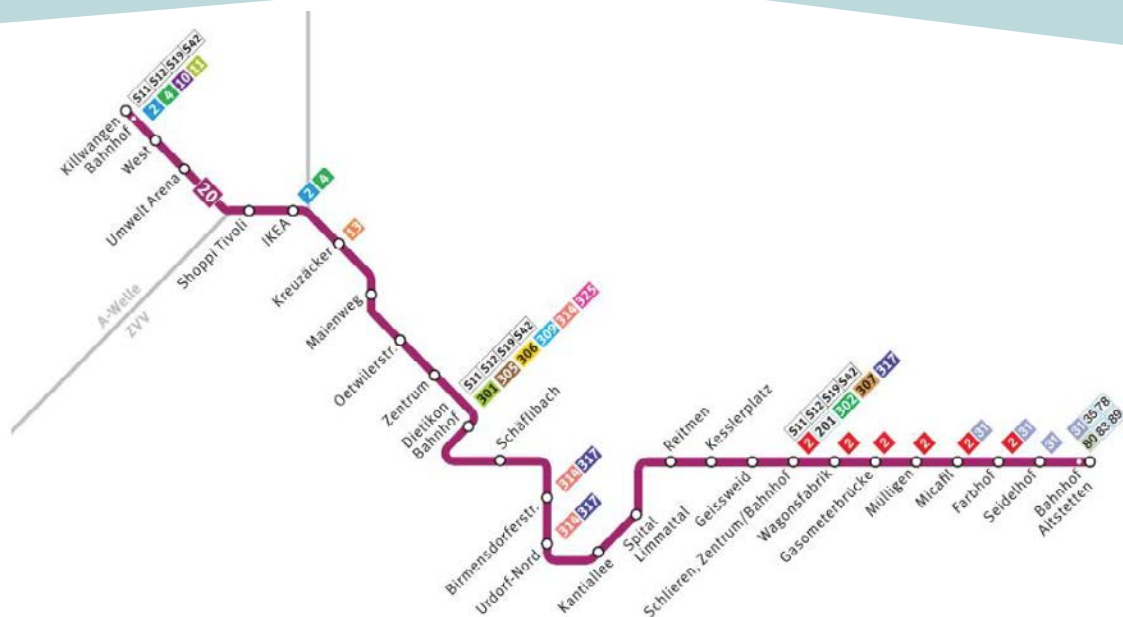 S11 S12 S19 S42
2 4 10 11
Killwangen
Bahnhof
West
Umwelt Arena
20
Shoppi Tivoli
IKEA
2 4
A-Welle
ZVV
Kreuzäcker
13
Maienweg
Oetwilerstr.
Zentrum
Dietikon
Bahnhof
S11 S12 S19 S42
301 305 306 309 314 325
Schäflibach
Birmensdorferstr.
314 317
Urdorf-Nord
314 317
Kantiallee
Spital
Limmattal
Reitmen
Kesslerplatz
Geissweid
Schlieren, Zentrum/Bahnhof
S11 S12 S19 S42
2 201 302 307 317
Wagonsfabrik
2
Gasometerbrücke
2
Mülligen
2
Micafil
2 31
Farbhof
2 31
Seidelhof
31
Bahnhof
Altstetten
31 35 78
80 83 89